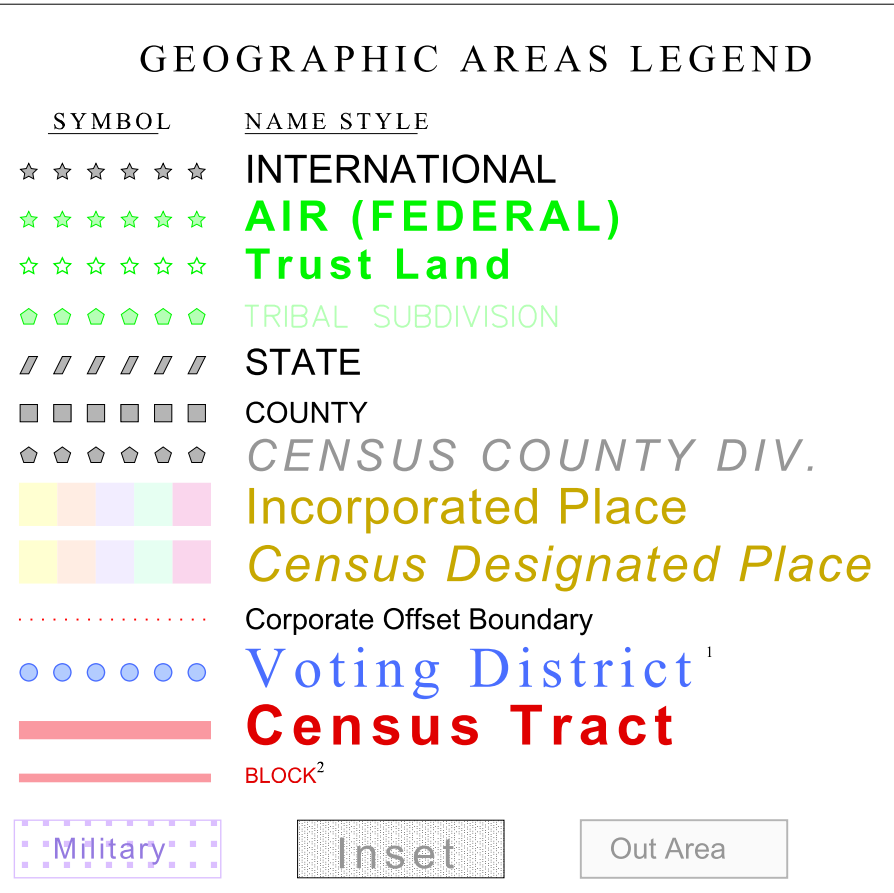 GEOGRAPHIC AREAS LEGEND
SYMBOL NAME STYLE
INTERNATIONAL
AIR (FEDERAL)
Trust Land
TRIBAL SUBDIVISION
STATE
COUNTY
CENSUS COUNTY DIV.
Incorporated Place
Census Designated Place
Corporate Offset Boundary
Voting District 1
Census Tract
BLOCK2
Military Inset Out Area